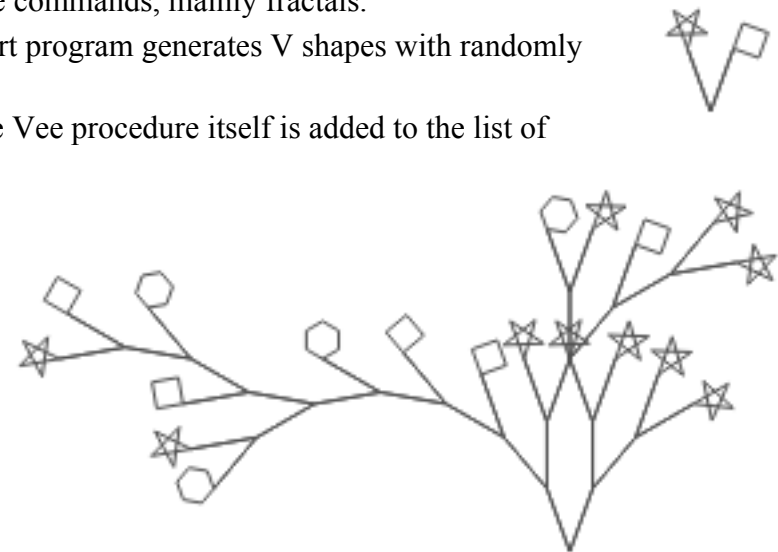 commands, mainly fractals.
rt program generates V shapes with randomly
Vee procedure itself is added to the list of